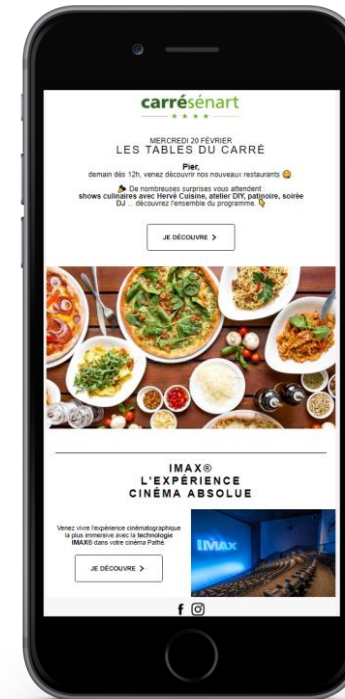 carrésénart
MERCREDI 20 FÉVRIER
LES TABLES DU CARRÉ
Pier,
demain dès 12h, venez découvrir nos nouveaux restaurants 😋
🎉 De nombreuses surprises vous attendent :
shows culinaires avec Hervé Cuisine, atelier DIY, patinoire, soirée
DJ ... découvrez l'ensemble du programme. 👇
JE DÉCOUVRE >
IMAX®
L'EXPÉRIENCE
CINÉMA ABSOLUE
Venez vivre l'expérience cinématographique
la plus immersive avec la technologie
IMAX® dans votre cinéma Pathé.
JE DÉCOUVRE >
IMAX